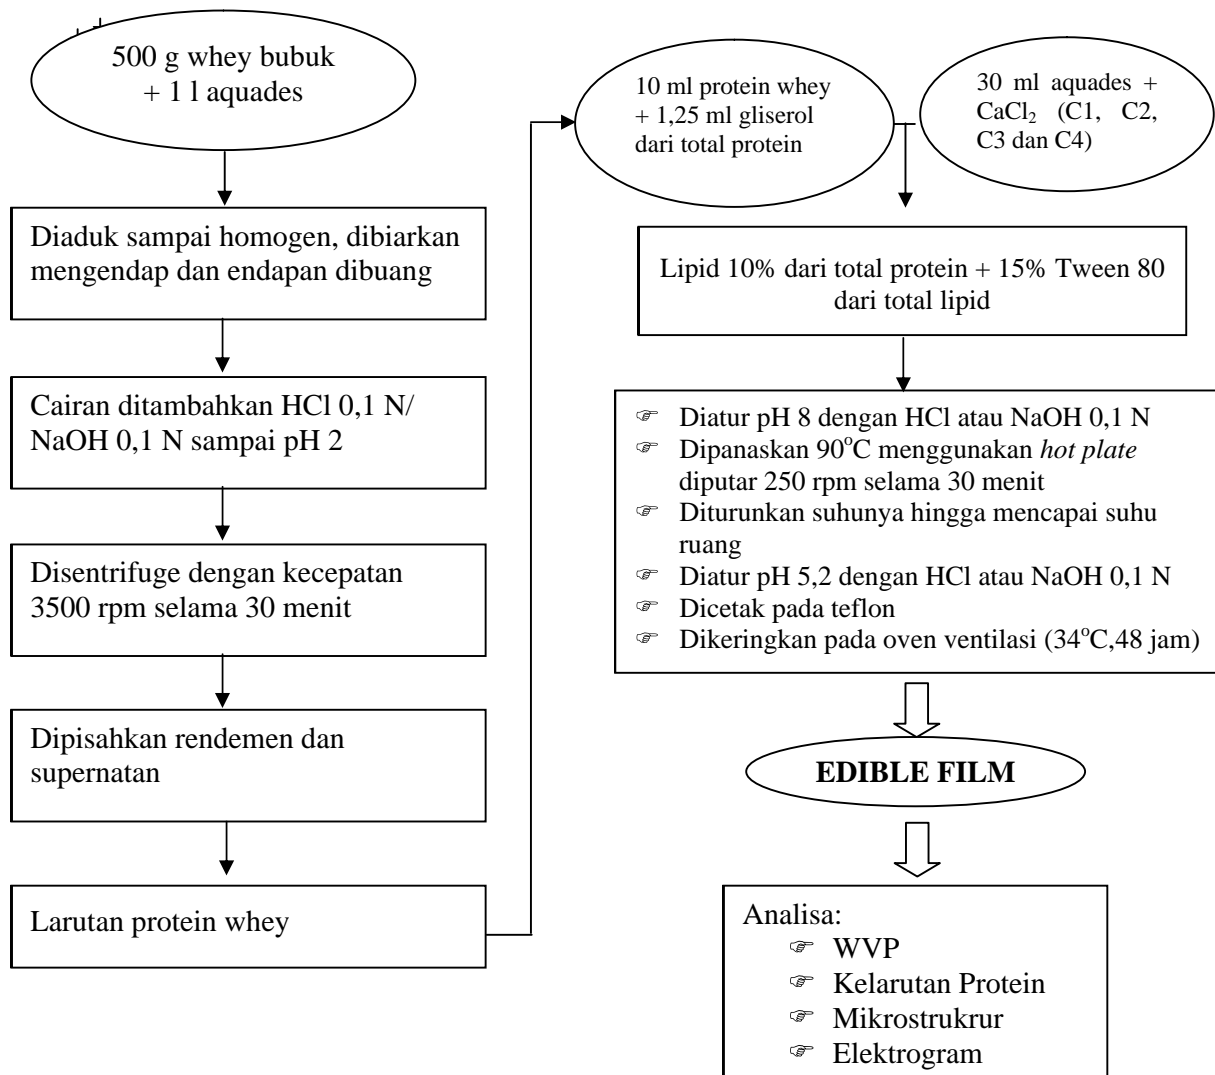 500 g whey bubuk
+ 1 l aquades
Diaduk sampai homogen, dibiarkan
mengendap dan endapan dibuang
Cairan ditambahkan HCl 0,1 N/
NaOH 0,1 N sampai pH 2
Disentrifuge dengan kecepatan
3500 rpm selama 30 menit
Dipisahkan rendemen dan
supernatan
Larutan protein whey
10 ml protein whey
+ 1,25 ml gliserol
dari total protein
30 ml aquades +
CaCl₂ (C1, C2,
C3 dan C4)
Lipid 10% dari total protein + 15% Tween 80
dari total lipid
☞ Diatur pH 8 dengan HCl atau NaOH 0,1 N
☞ Dipanaskan 90°C menggunakan hot plate
diputar 250 rpm selama 30 menit
☞ Diturunkan suhunya hingga mencapai suhu
ruang
☞ Diatur pH 5,2 dengan HCl atau NaOH 0,1 N
☞ Dicetak pada teflon
☞ Dikeringkan pada oven ventilasi (34°C,48 jam)
EDIBLE FILM
Analisa:
☞ WVP
☞ Kelarutan Protein
☞ Mikrostrukrur
☞ Elektrogram